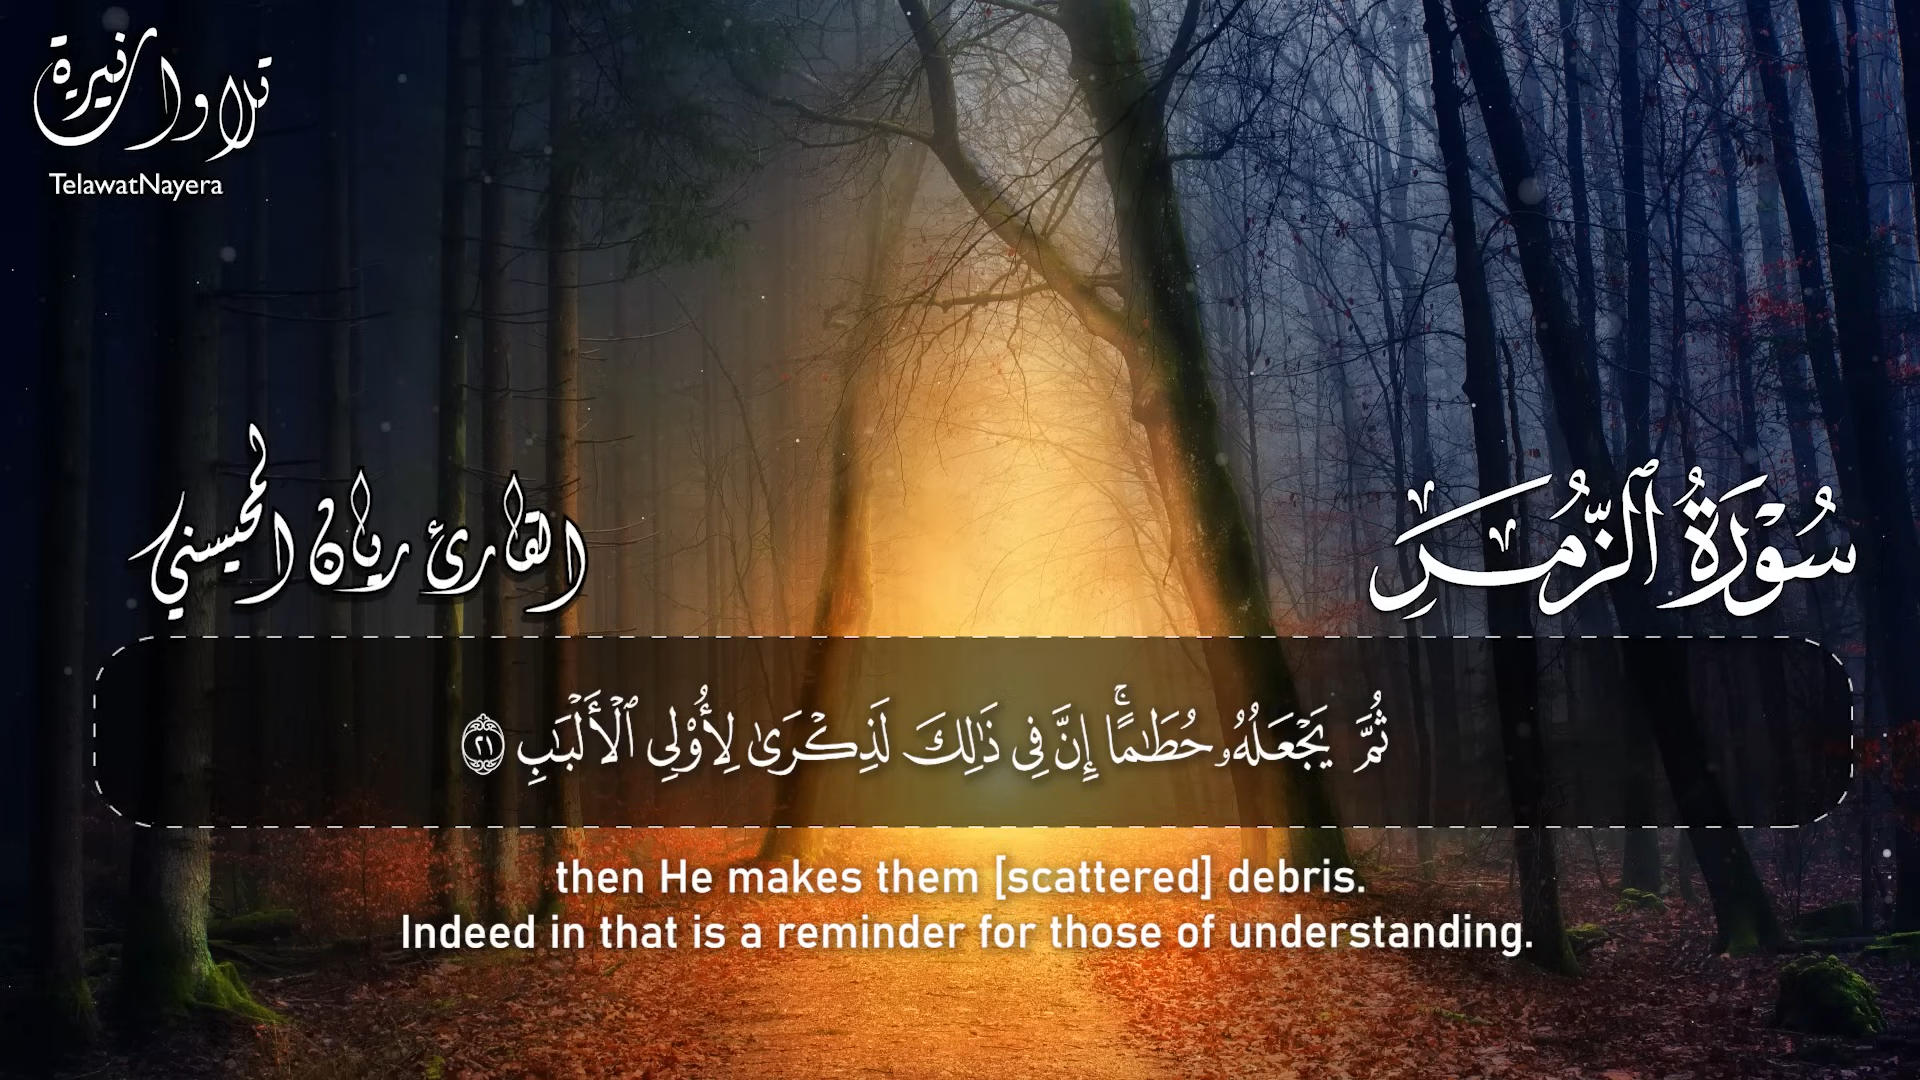 تلاوات نيرة
TelawatNayera
سُورَةُ ٱلزُّمَرِ
القارئ ريان المحيسني
ثُمَّ يَجْعَلُهُۥ حُطَٰمًا ۚ إِنَّ فِى ذَٰلِكَ لَذِكْرَىٰ لِأُو۟لِى ٱلْأَلْبَٰبِ ٢١
then He makes them [scattered] debris.
Indeed in that is a reminder for those of understanding.